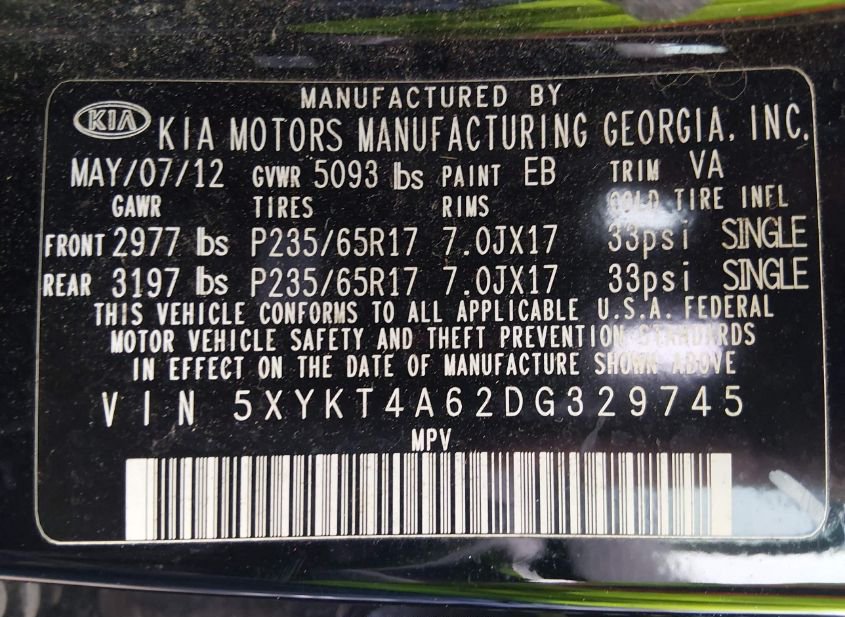 MANUFACTURED BY
KIA KIA MOTORS MANUFACTURING GEORGIA, INC.
MAY/07/12 GVWR 5093 lbs PAINT EB TRIM VA
GAWR TIRES RIMS COLD TIRE INFL
FRONT 2977 lbs P235/65R17 7.0JX17 33psi SINGLE
REAR 3197 lbs P235/65R17 7.0JX17 33psi SINGLE
THIS VEHICLE CONFORMS TO ALL APPLICABLE U.S.A. FEDERAL
MOTOR VEHICLE SAFETY AND THEFT PREVENTION STANDARDS
IN EFFECT ON THE DATE OF MANUFACTURE SHOWN ABOVE
VIN 5XYKT4A62DG329745
MPV